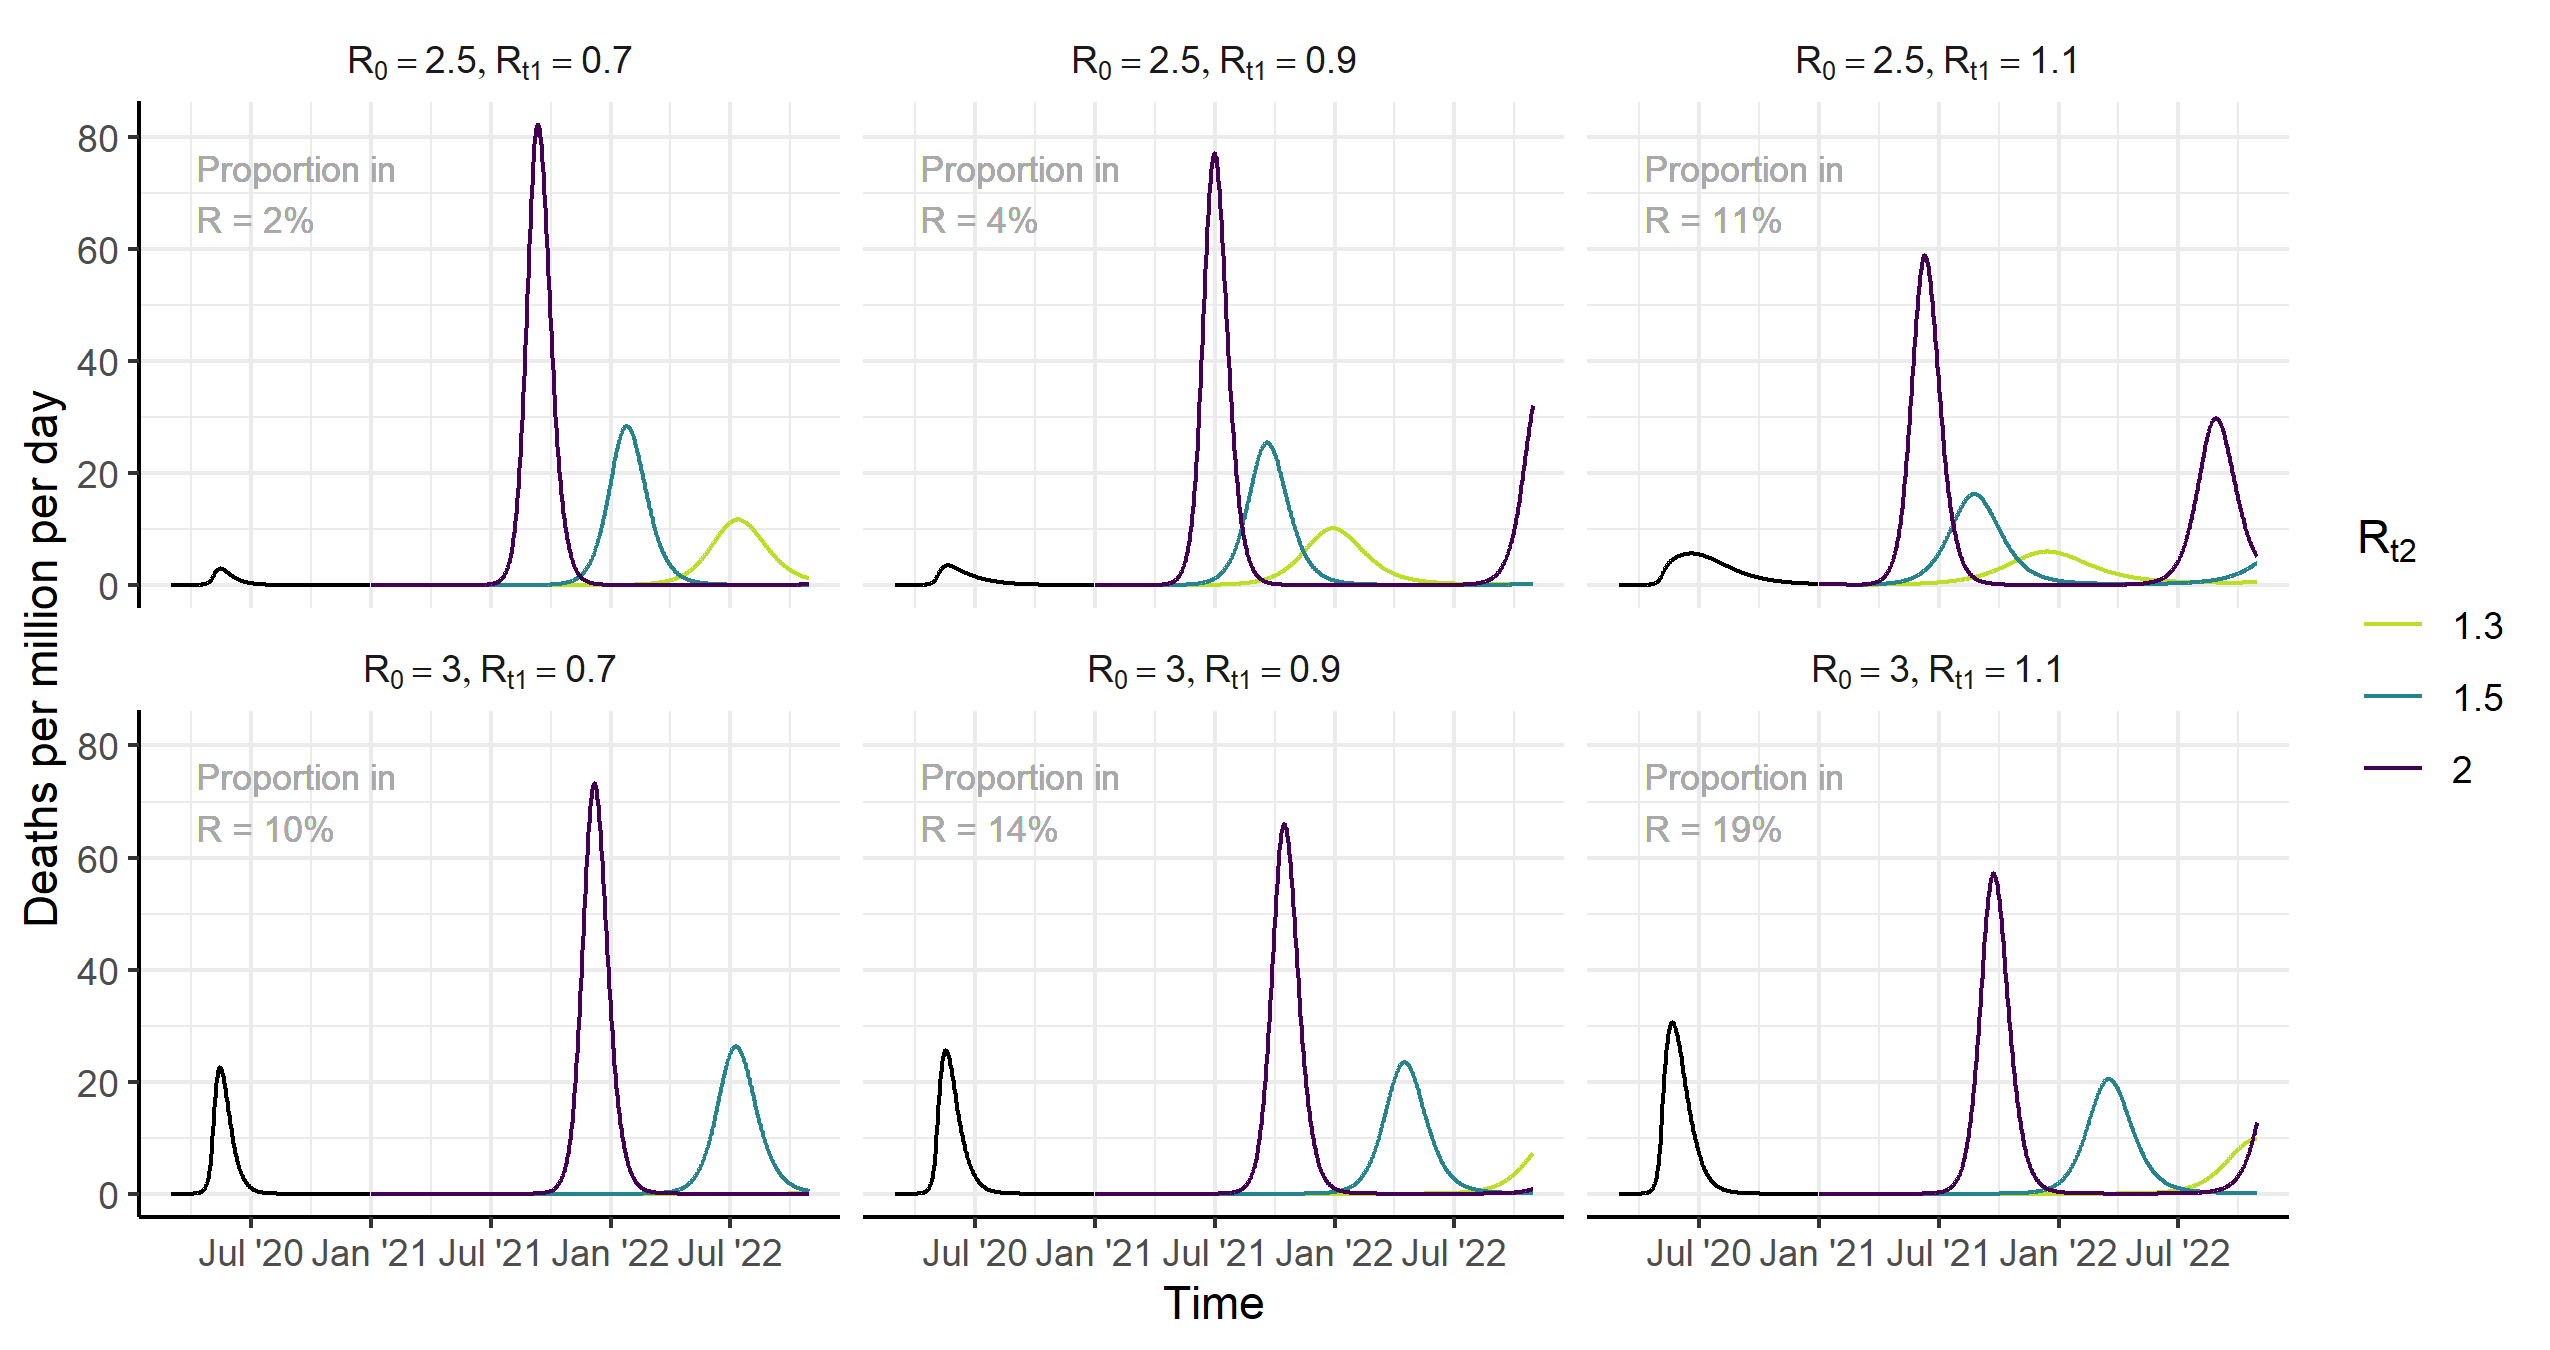 R0 = 2.5, Rt1 = 0.7
R0 = 2.5, Rt1 = 0.9
R0 = 2.5, Rt1 = 1.1
Deaths per million per day
80
60
40
20
0
Proportion in
R = 2%
Proportion in
R = 4%
Proportion in
R = 11%
R0 = 3, Rt1 = 0.7
R0 = 3, Rt1 = 0.9
R0 = 3, Rt1 = 1.1
80
60
40
20
0
Proportion in
R = 10%
Proportion in
R = 14%
Proportion in
R = 19%
Jul '20 Jan '21 Jul '21 Jan '22 Jul '22
Jul '20 Jan '21 Jul '21 Jan '22 Jul '22
Jul '20 Jan '21 Jul '21 Jan '22 Jul '22
Time
Rt2
1.3
1.5
2